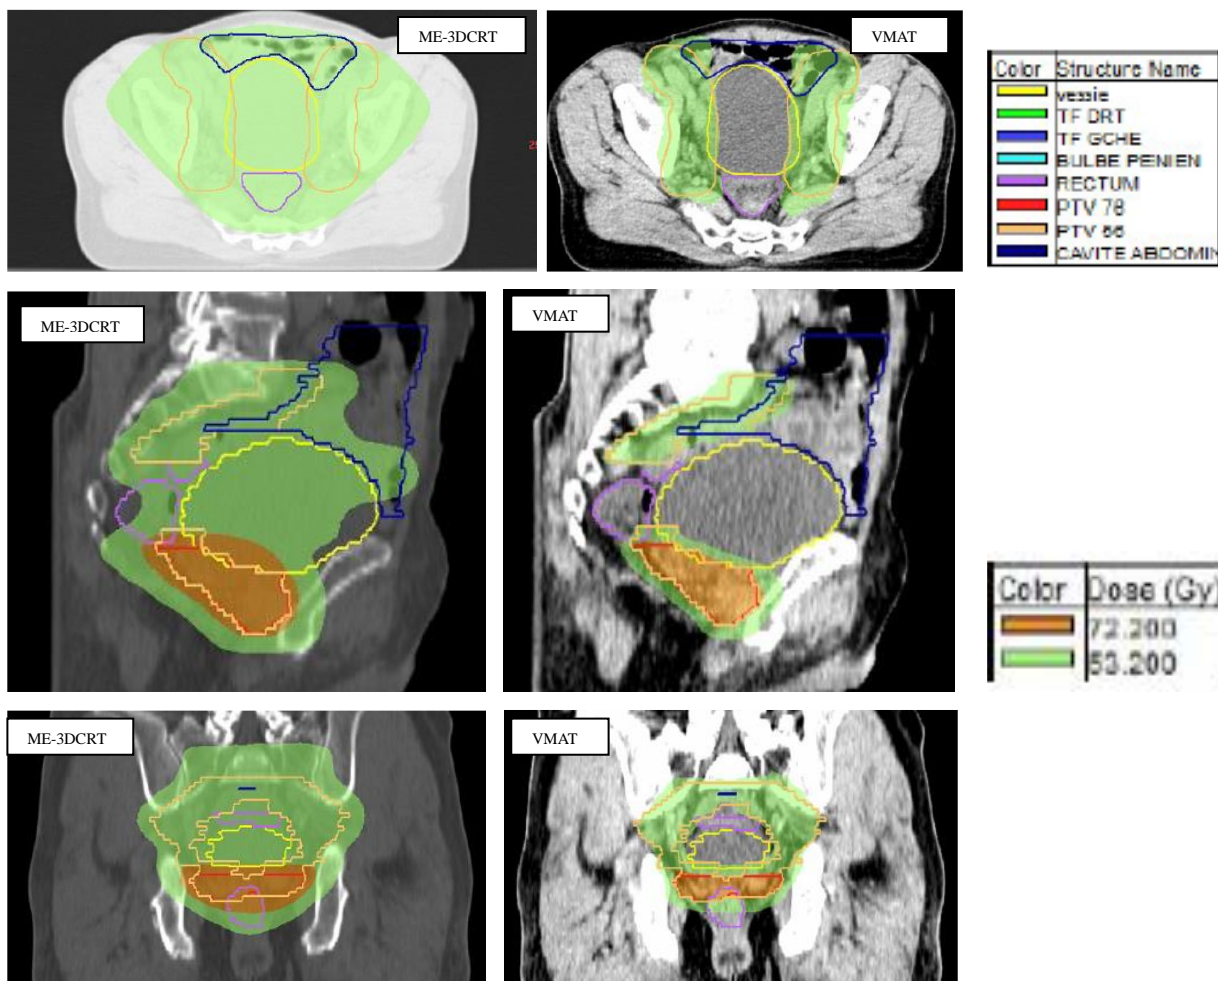 ME-3DCRT
VMAT
Color Structure Name
vessie
TF DRT
TF GCHE
BULBE PENIEN
RECTUM
PTV 76
PTV 56
CAVITE ABDOMIN
ME-3DCRT
VMAT
Color Dose (Gy)
72.200
53.200
ME-3DCRT
VMAT